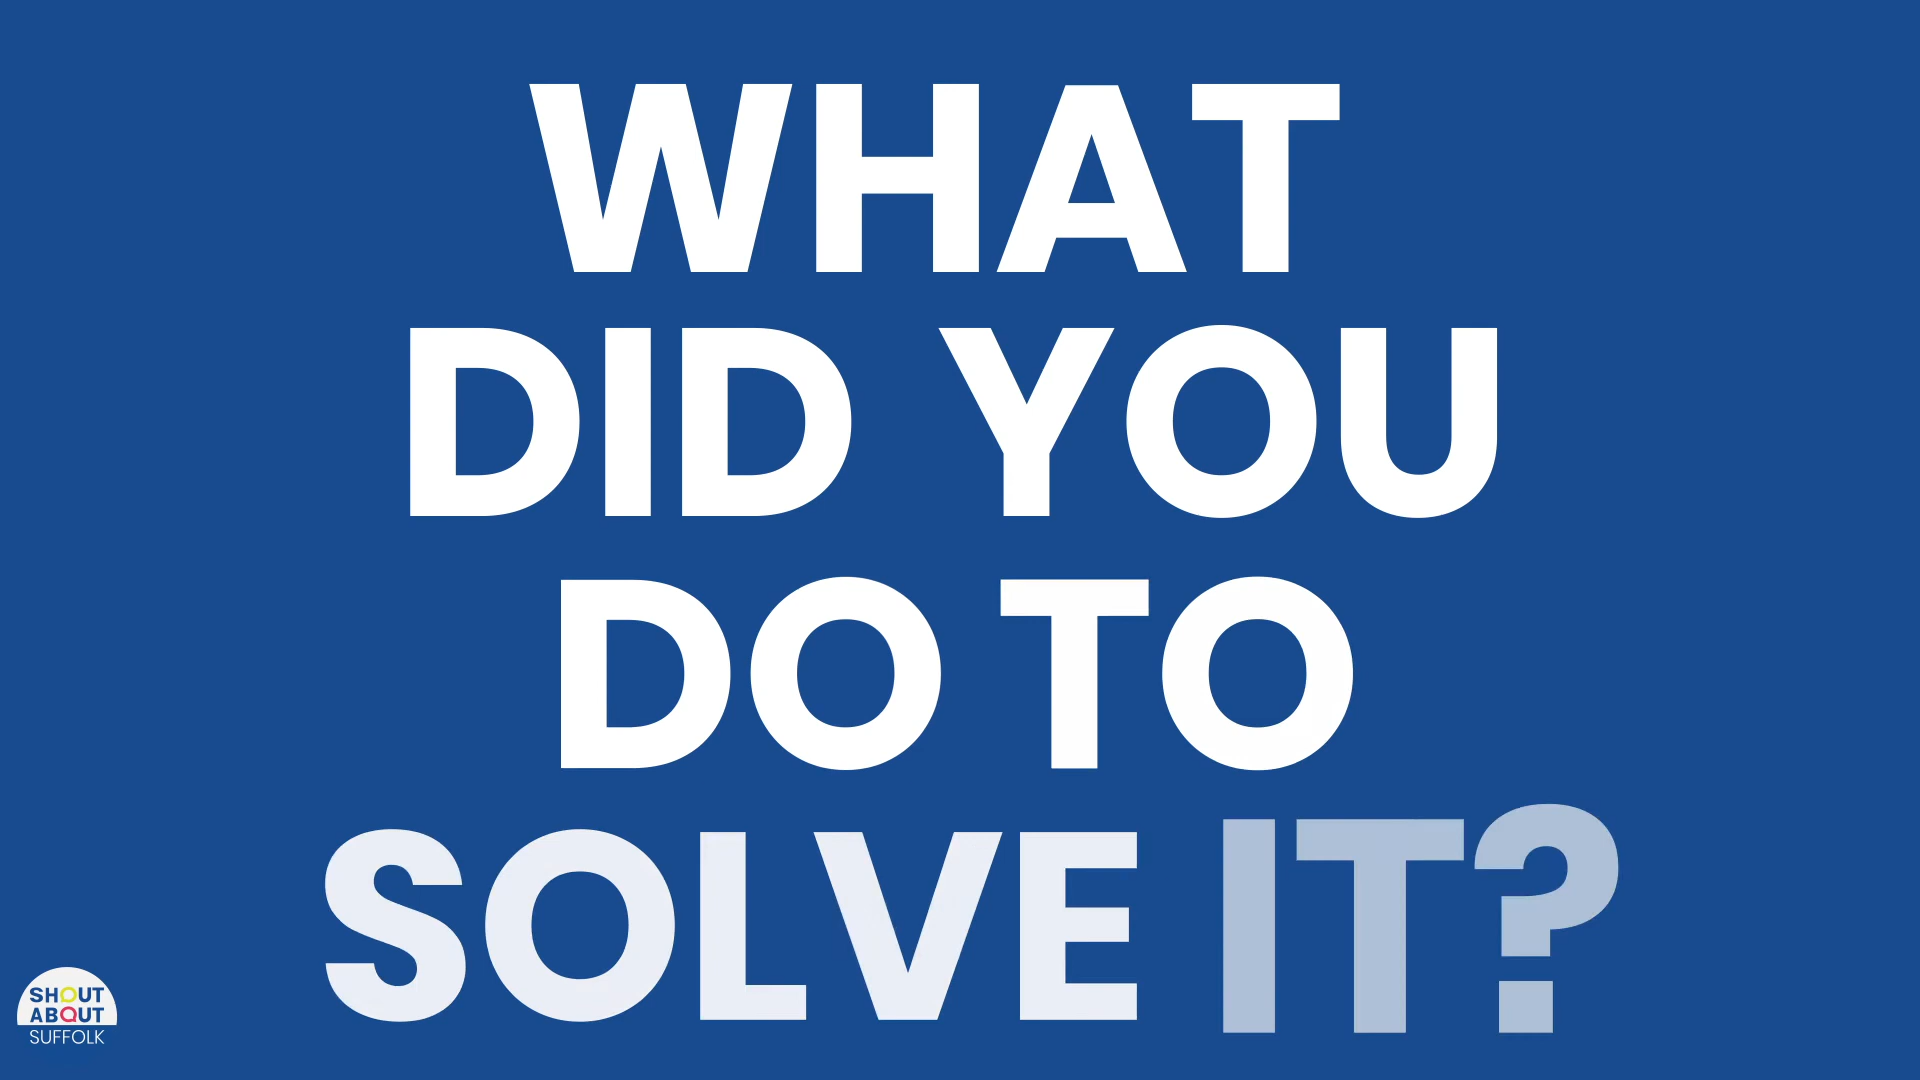 WHAT
DID YOU
DO TO
SOLVE IT?
SHOUT
ABOUT
SUFFOLK